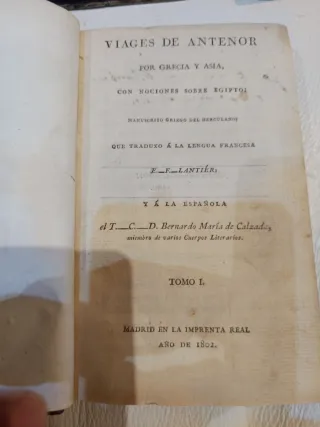 VIAGES DE ANTENOR
POR GRECIA Y ASIA,
CON NOCIONES SOBRE EGIPTO;
MANUSCRITO GRIEGO DEL HERCULANO
QUE TRADUXO Á LA LENGUA FRANCESA
E.—F.—LANTIÉR;
Y Á LA ESPAÑOLA
el T.—C.—D. Bernardo María de Calzada,
miembro de varios Cuerpos Literarios.
TOMO I.
MADRID EN LA IMPRENTA REAL
AÑO DE 1802.